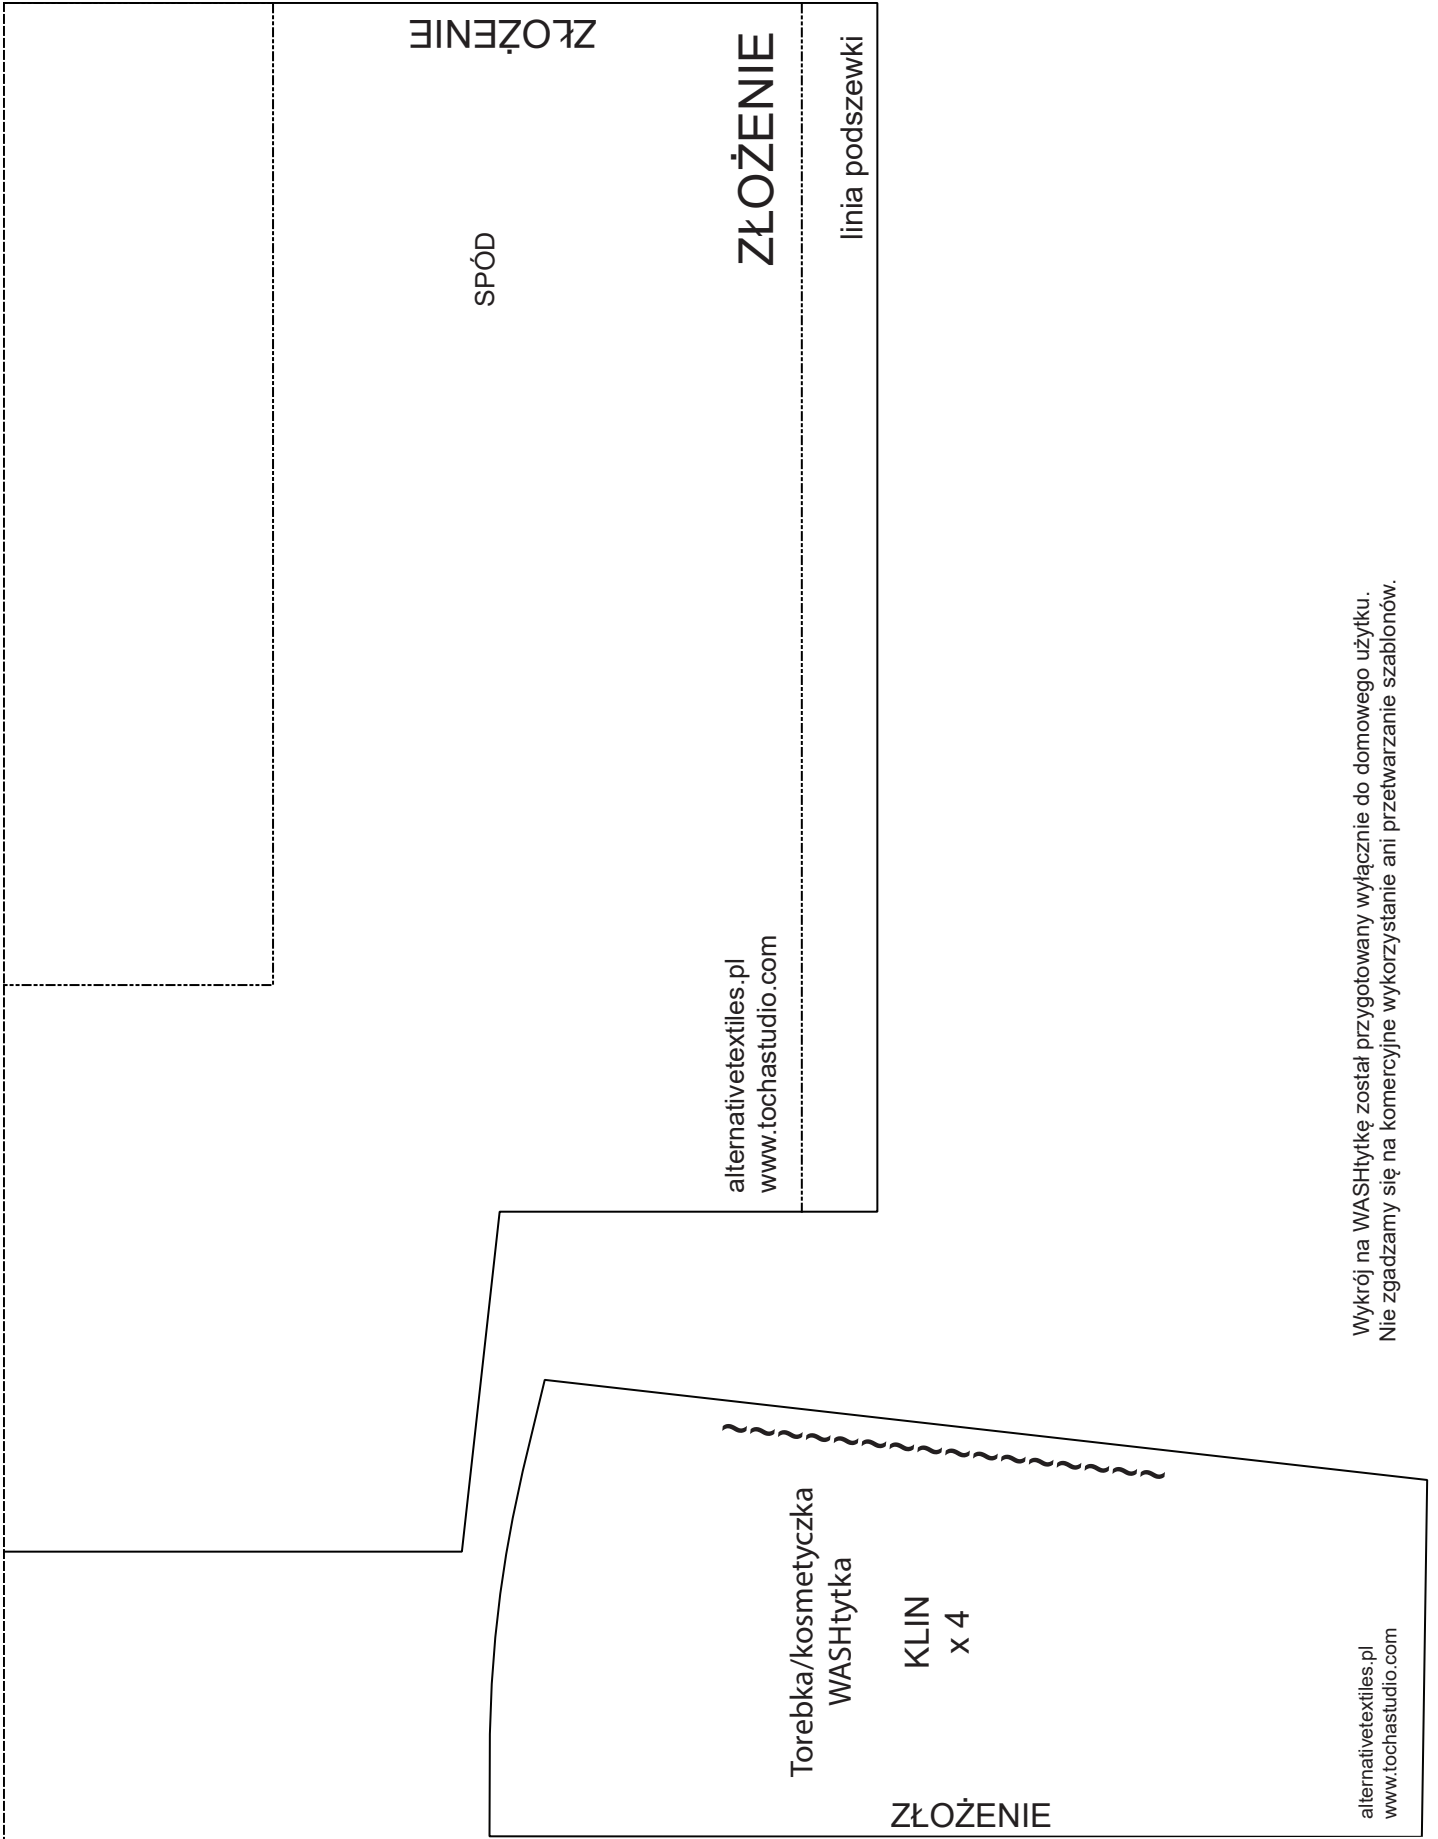 ZŁOŻENIE
ZŁOŻENIE
linia podszewki
SPÓD
alternativetextiles.pl
www.tochastudio.com
Wykrój na WASHtytkę został przygotowany wyłącznie do domowego użytku.
Nie zgadzamy się na komercyjne wykorzystanie ani przetwarzanie szablonów.
~~~~~~~~~~~~~~~~
Torebka/kosmetyczka
WASHtytka
KLIN
x 4
ZŁOŻENIE
alternativetextiles.pl
www.tochastudio.com